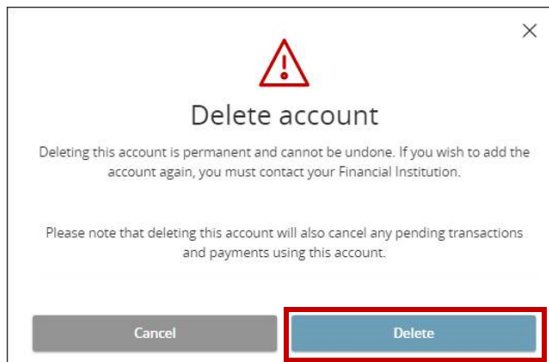 Delete account
Deleting this account is permanent and cannot be undone. If you wish to add the
account again, you must contact your Financial Institution.
Please note that deleting this account will also cancel any pending transactions
and payments using this account.
Cancel
Delete